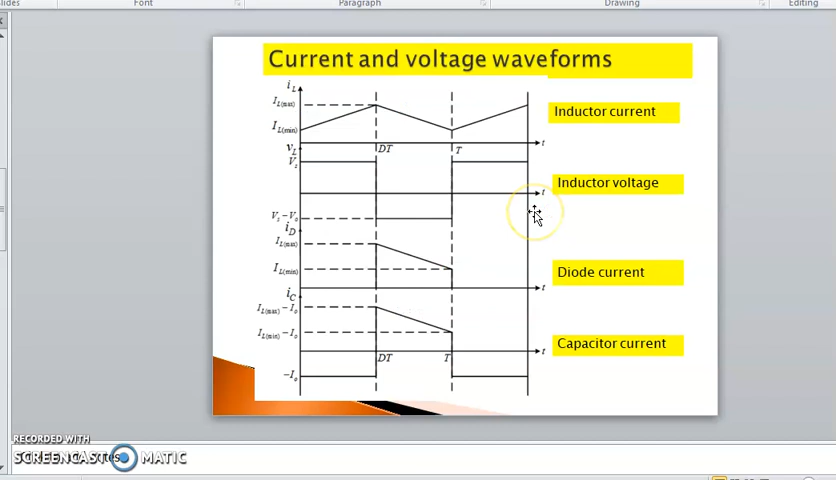 Slides
Font
Paragraph
Drawing
Editing
Current and voltage waveforms
i_L
I_L(max)
Inductor current
I_L(min)
t
v_L
DT
T
V_s
Inductor voltage
t
V_s – V_o
i_D
I_L(max)
I_L(min)
Diode current
t
i_C
I_L(max) – I_o
I_L(min) – I_o
Capacitor current
t
DT
T
–I_o
RECORDED WITH
SCREENCAST MATIC